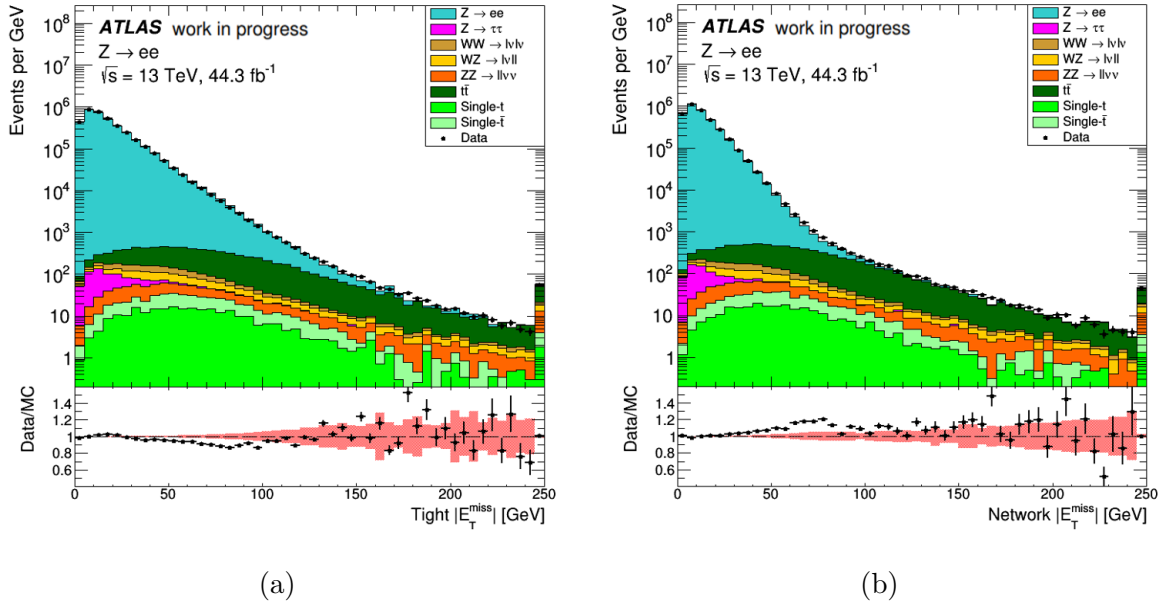 Events per GeV
ATLAS work in progress
Z → ee
√s = 13 TeV, 44.3 fb⁻¹
Z → ee
Z → ττ
WW → lνlν
WZ → lνll
ZZ → llνν
tt̄
Single-t
Single-t̄
Data
10⁶
10⁵
10⁴
10³
10²
10
1
Data/MC
1.4
1.2
1
0.8
0.6
0 50 100 150 200 250
Tight |E_T^miss| [GeV]
(a)
Events per GeV
ATLAS work in progress
Z → ee
√s = 13 TeV, 44.3 fb⁻¹
Z → ee
Z → ττ
WW → lνlν
WZ → lνll
ZZ → llνν
tt̄
Single-t
Single-t̄
Data
10⁶
10⁵
10⁴
10³
10²
10
1
Data/MC
1.4
1.2
1
0.8
0.6
0 50 100 150 200 250
Network |E_T^miss| [GeV]
(b)